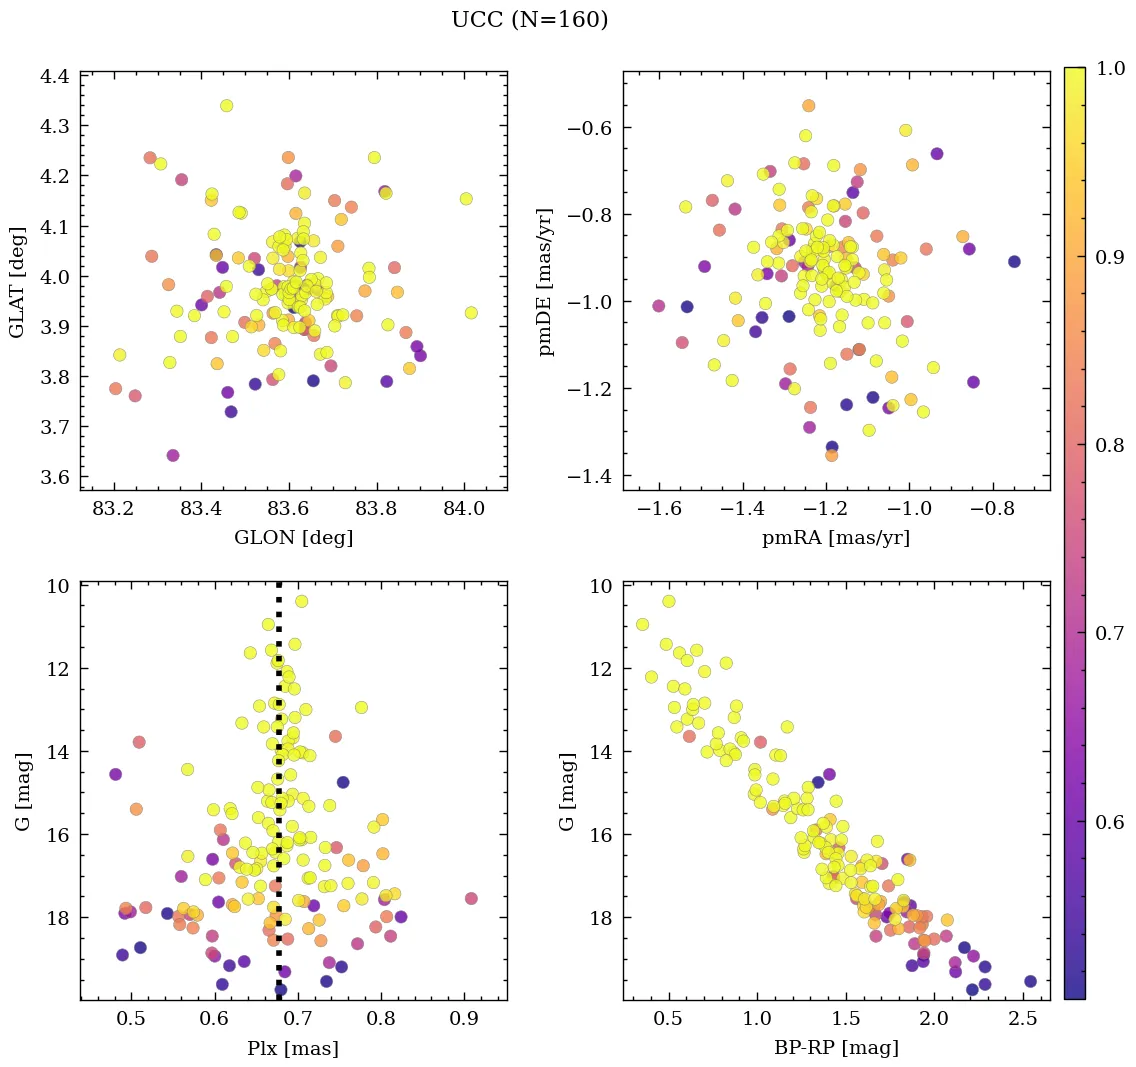 UCC (N=160)
4.4
4.3
4.2
4.1
4.0
3.9
3.8
3.7
3.6
GLAT [deg]
83.2 83.4 83.6 83.8 84.0
GLON [deg]
−0.6
−0.8
−1.0
−1.2
−1.4
pmDE [mas/yr]
−1.6 −1.4 −1.2 −1.0 −0.8
pmRA [mas/yr]
10
12
14
16
18
G [mag]
0.5 0.6 0.7 0.8 0.9
Plx [mas]
10
12
14
16
18
G [mag]
0.5 1.0 1.5 2.0 2.5
BP-RP [mag]
1.0
0.9
0.8
0.7
0.6